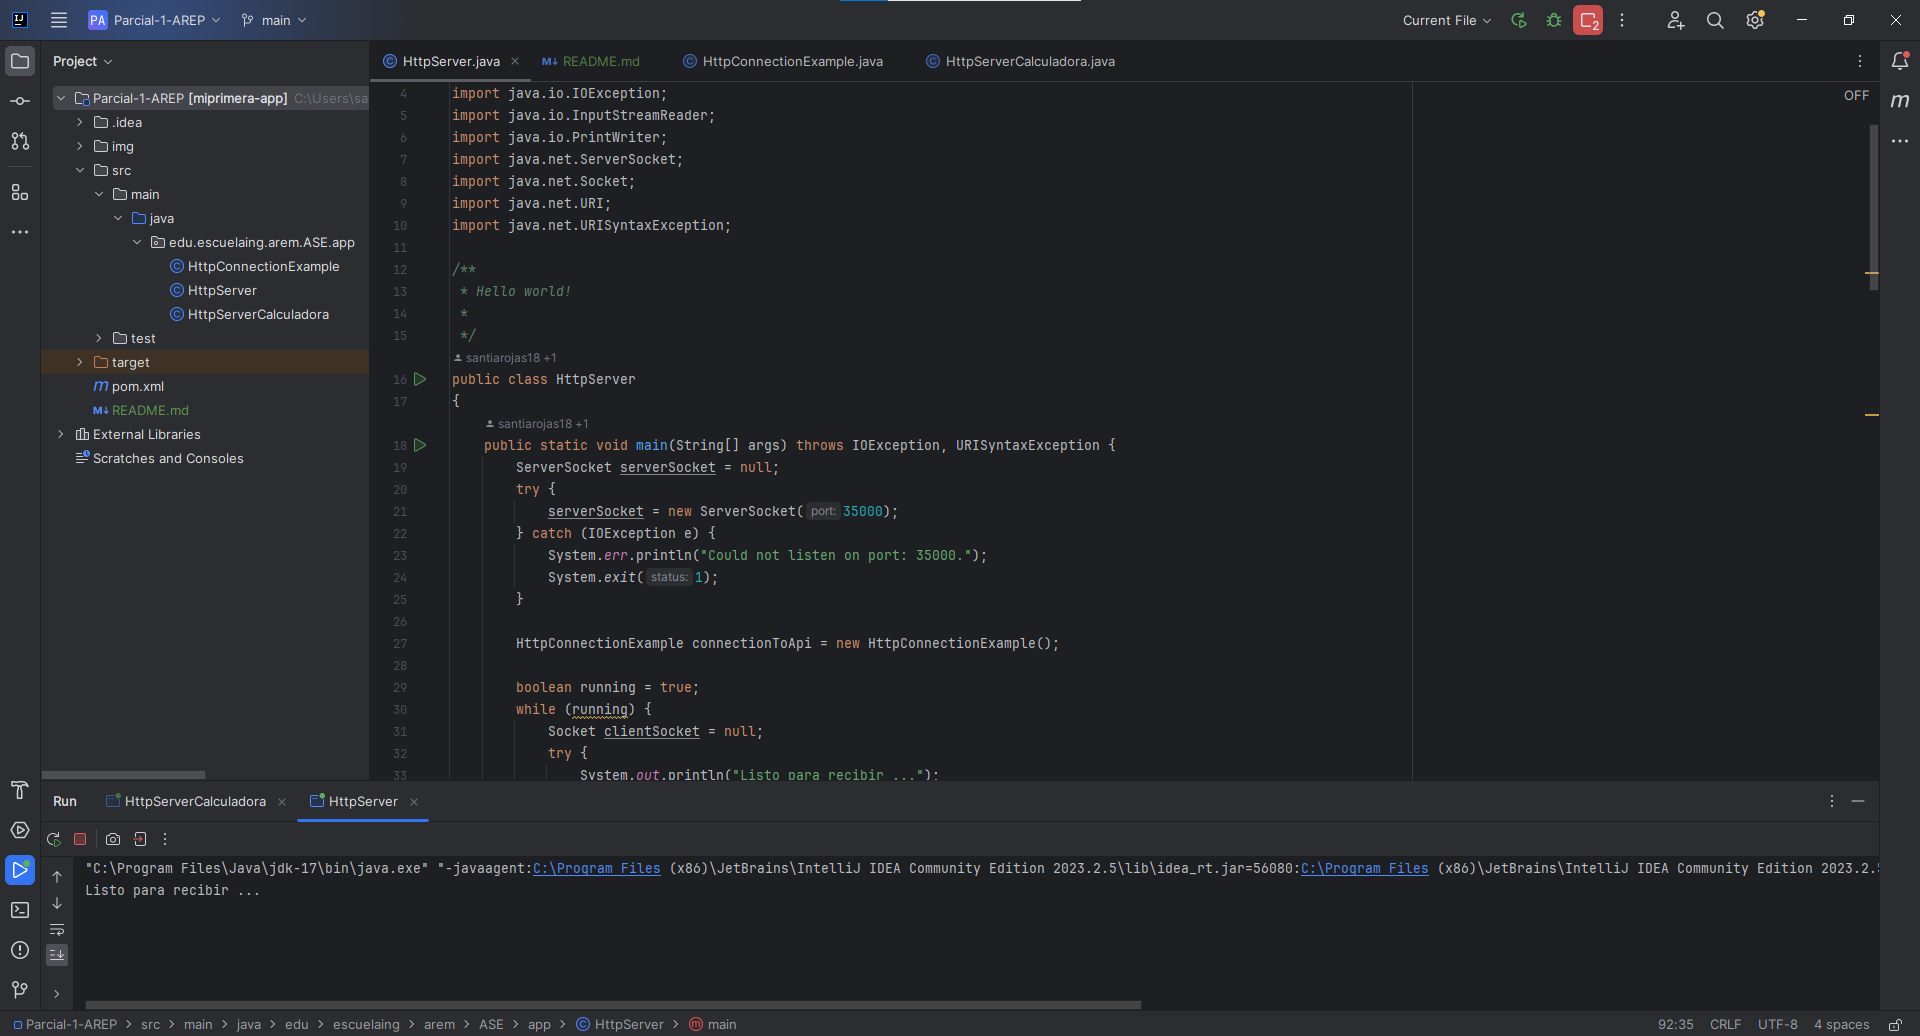 PA Parcial-1-AREP main Current File 2
Project
HttpServer.java README.md HttpConnectionExample.java HttpServerCalculadora.java
Parcial-1-AREP [miprimera-app] C:\Users\sa
.idea
img
src
main
java
edu.escuelaing.arem.ASE.app
HttpConnectionExample
HttpServer
HttpServerCalculadora
test
target
pom.xml
README.md
External Libraries
Scratches and Consoles
OFF
4 import java.io.IOException;
5 import java.io.InputStreamReader;
6 import java.io.PrintWriter;
7 import java.net.ServerSocket;
8 import java.net.Socket;
9 import java.net.URI;
10 import java.net.URISyntaxException;
11
12 /**
13 * Hello world!
14 *
15 */
santiarojas18 +1
16 public class HttpServer
17 {
santiarojas18 +1
18 public static void main(String[] args) throws IOException, URISyntaxException {
19 ServerSocket serverSocket = null;
20 try {
21 serverSocket = new ServerSocket( port: 35000);
22 } catch (IOException e) {
23 System.err.println("Could not listen on port: 35000.");
24 System.exit( status: 1);
25 }
26
27 HttpConnectionExample connectionToApi = new HttpConnectionExample();
28
29 boolean running = true;
30 while (running) {
31 Socket clientSocket = null;
32 try {
33 System.out.println("Listo para recibir ...");
Run HttpServerCalculadora HttpServer
"C:\Program Files\Java\jdk-17\bin\java.exe" "-javaagent:C:\Program Files (x86)\JetBrains\IntelliJ IDEA Community Edition 2023.2.5\lib\idea_rt.jar=56080:C:\Program Files (x86)\JetBrains\IntelliJ IDEA Community Edition 2023.2.5
Listo para recibir ...
Parcial-1-AREP > src > main > java > edu > escuelaing > arem > ASE > app > HttpServer > main 92:35 CRLF UTF-8 4 spaces